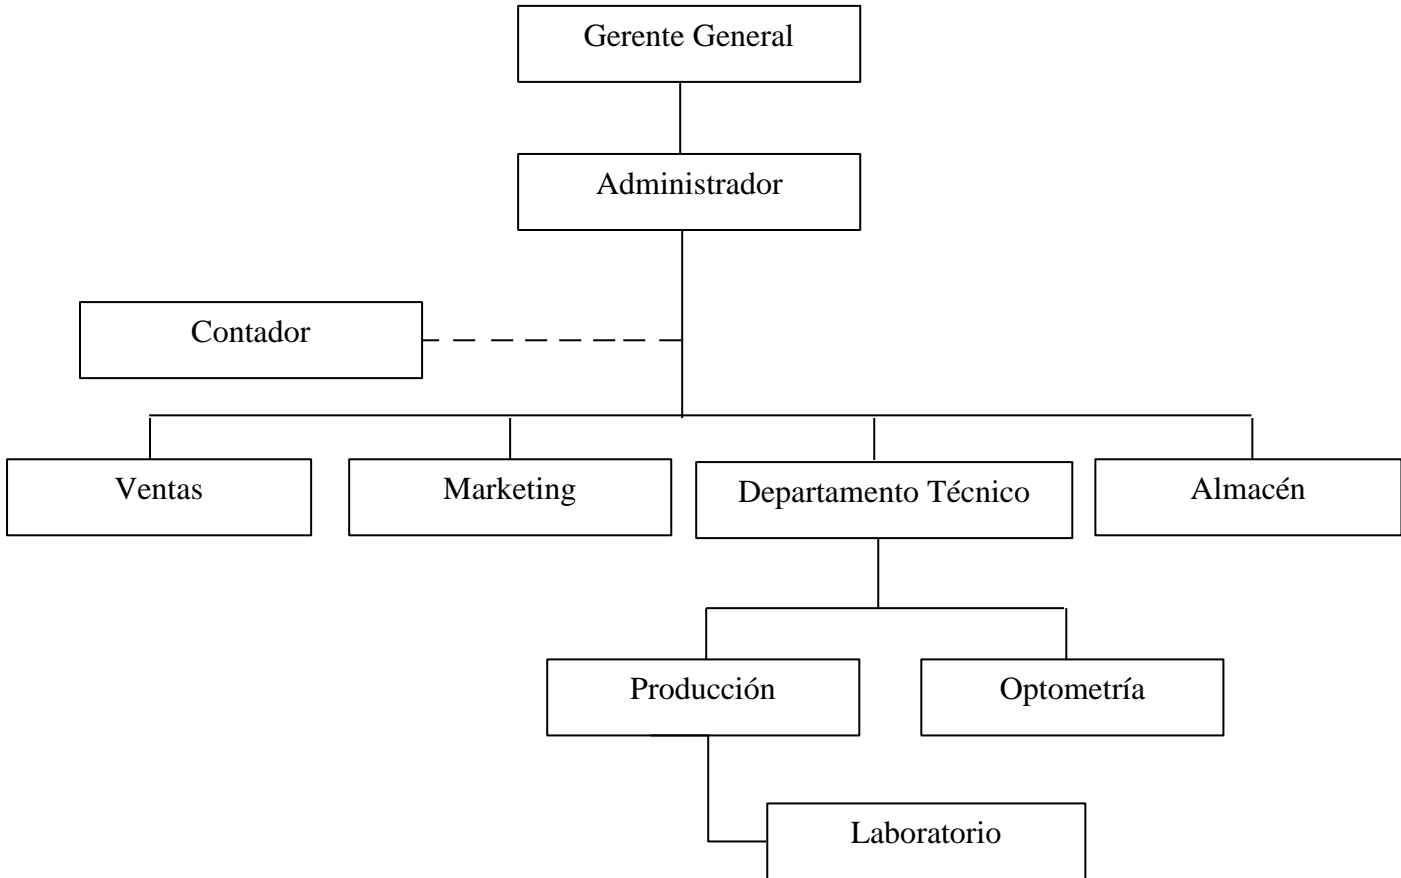 Gerente General
Administrador
Contador
Ventas
Marketing
Departamento Técnico
Almacén
Producción
Optometría
Laboratorio